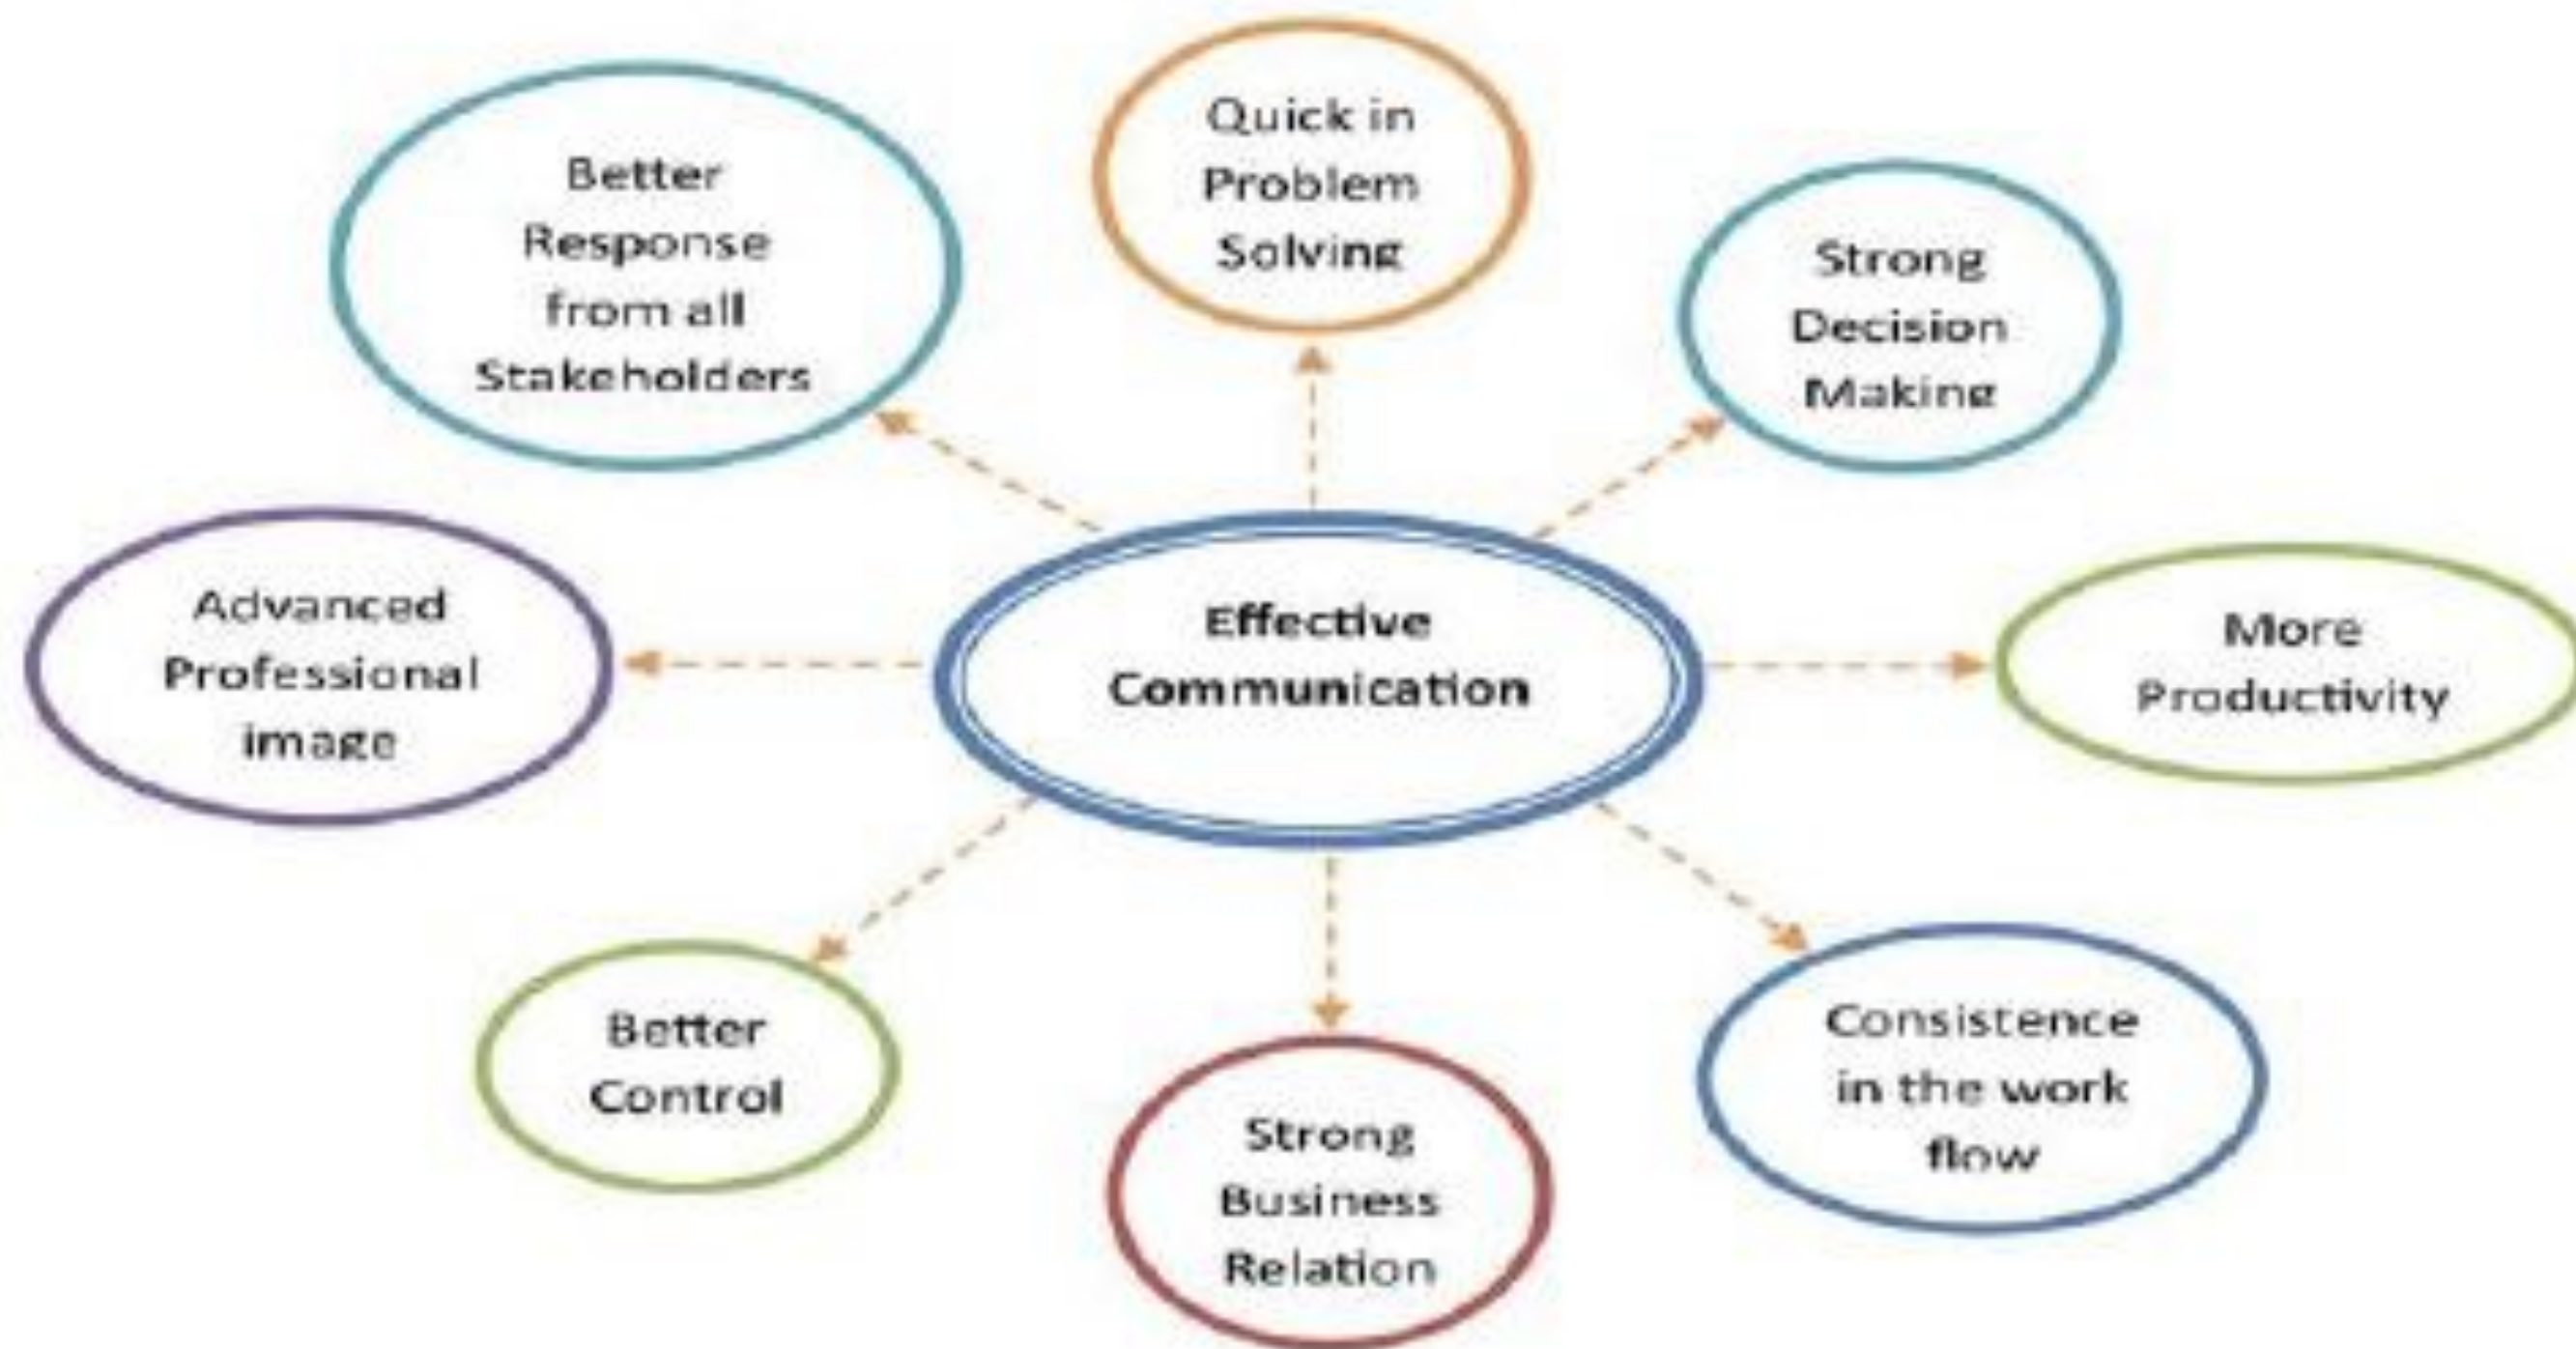 Quick in
Problem
Solving
Better
Response
from all
Stakeholders
Strong
Decision
Making
Advanced
Professional
image
Effective
Communication
More
Productivity
Better
Control
Strong
Business
Relation
Consistence
in the work
flow